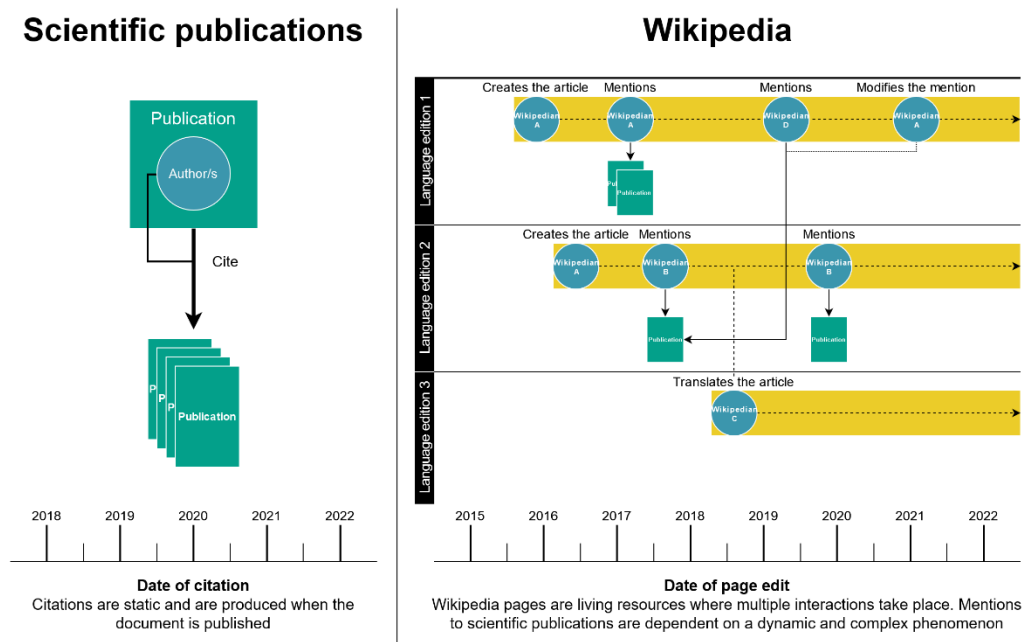 Scientific publications
Publication
Author/s
Cite
P
P
P
Publication
2018 2019 2020 2021 2022
Date of citation
Citations are static and are produced when the
document is published
Wikipedia
Language edition 1
Creates the article Mentions Mentions Modifies the mention
Wikipedian
A
Wikipedian
A
Wikipedian
D
Wikipedian
A
Pu
Publication
Language edition 2
Creates the article Mentions Mentions
Wikipedian
A
Wikipedian
B
Wikipedian
B
Publication
Publication
Language edition 3
Translates the article
Wikipedian
C
2015 2016 2017 2018 2019 2020 2021 2022
Date of page edit
Wikipedia pages are living resources where multiple interactions take place. Mentions
to scientific publications are dependent on a dynamic and complex phenomenon